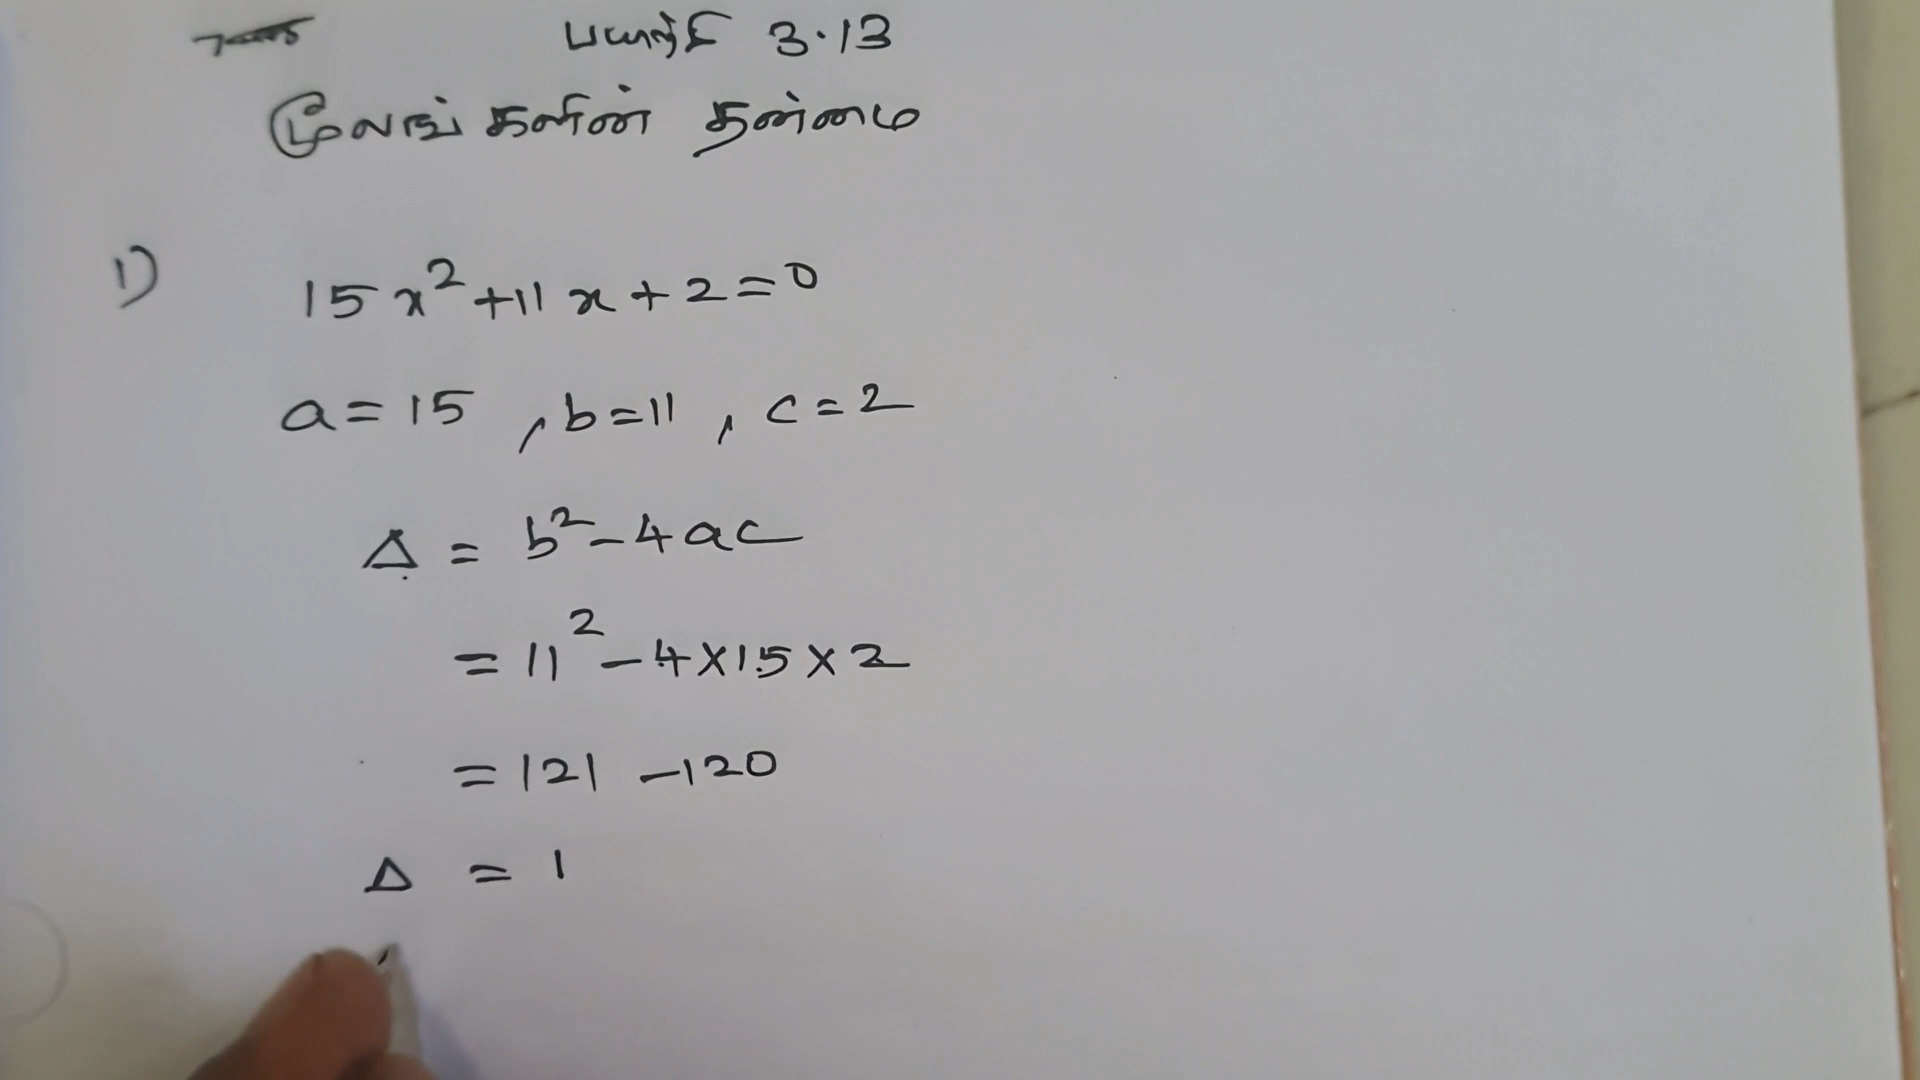 பயிற்சி 3.13
மூலங்களின் தன்மை
1) 15x²+11x+2=0
a=15, b=11, c=2
Δ = b²-4ac
= 11² - 4×15×2
= 121 - 120
Δ = 1